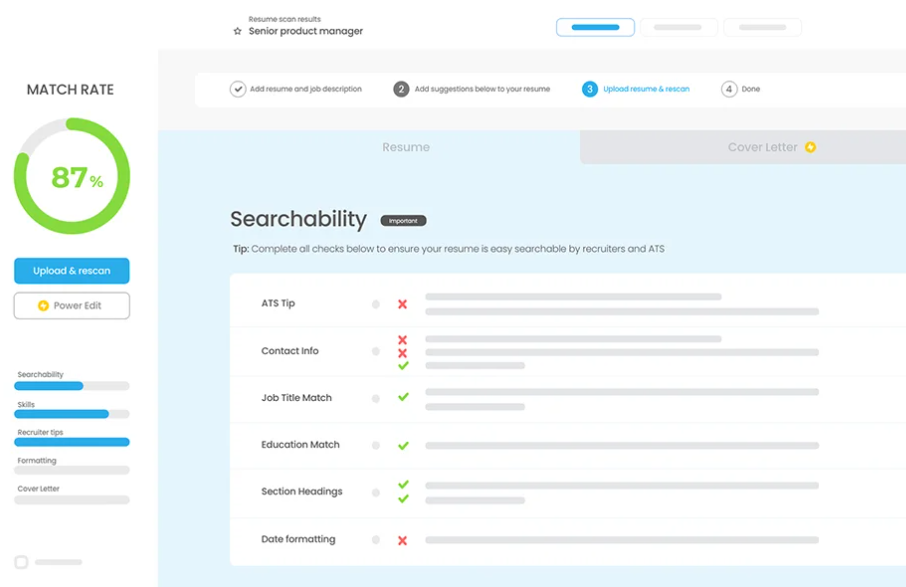 Resume scan results
Senior product manager
MATCH RATE
87%
Upload & rescan
Power Edit
Searchability
Skills
Recruiter tips
Formatting
Cover Letter
Add resume and job description
2 Add suggestions below to your resume
3 Upload resume & rescan
4 Done
Resume
Cover Letter
Searchability Important
Tip: Complete all checks below to ensure your resume is easy searchable by recruiters and ATS
ATS Tip
Contact Info
Job Title Match
Education Match
Section Headings
Date formatting